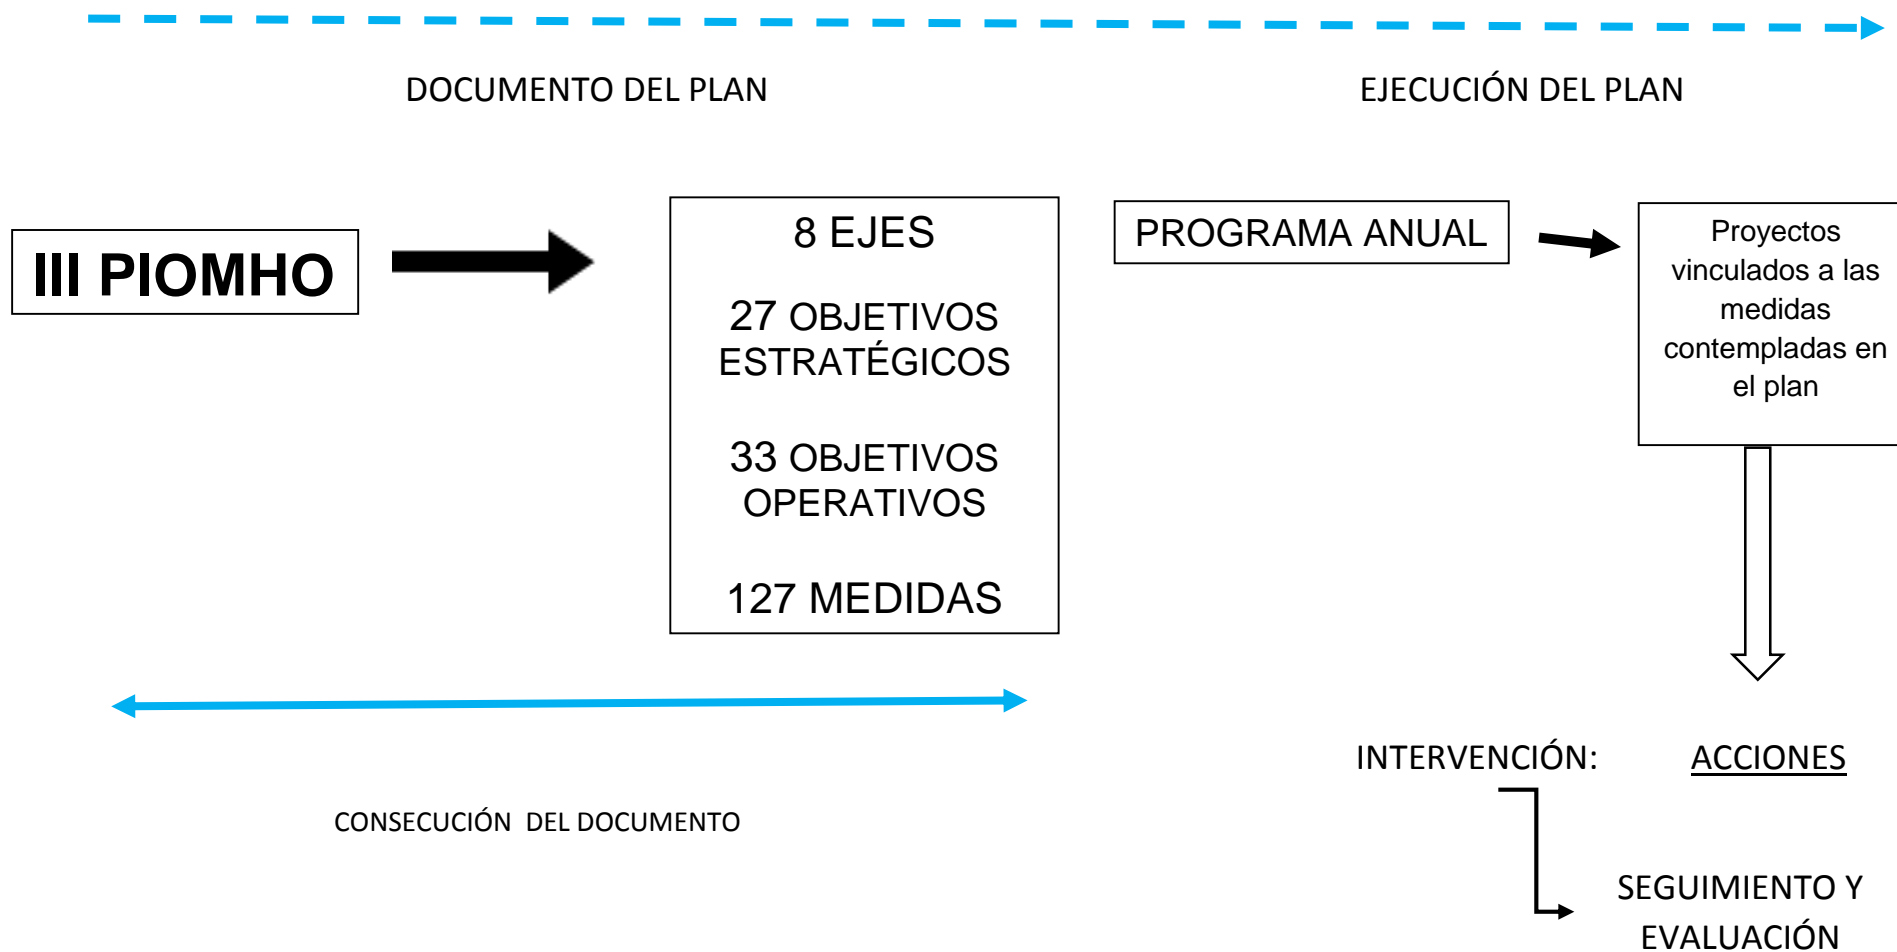 DOCUMENTO DEL PLAN
EJECUCIÓN DEL PLAN
III PIOMHO
8 EJES
27 OBJETIVOS
ESTRATÉGICOS
33 OBJETIVOS
OPERATIVOS
127 MEDIDAS
PROGRAMA ANUAL
Proyectos
vinculados a las
medidas
contempladas en
el plan
CONSECUCIÓN DEL DOCUMENTO
INTERVENCIÓN:
ACCIONES
SEGUIMIENTO Y
EVALUACIÓN